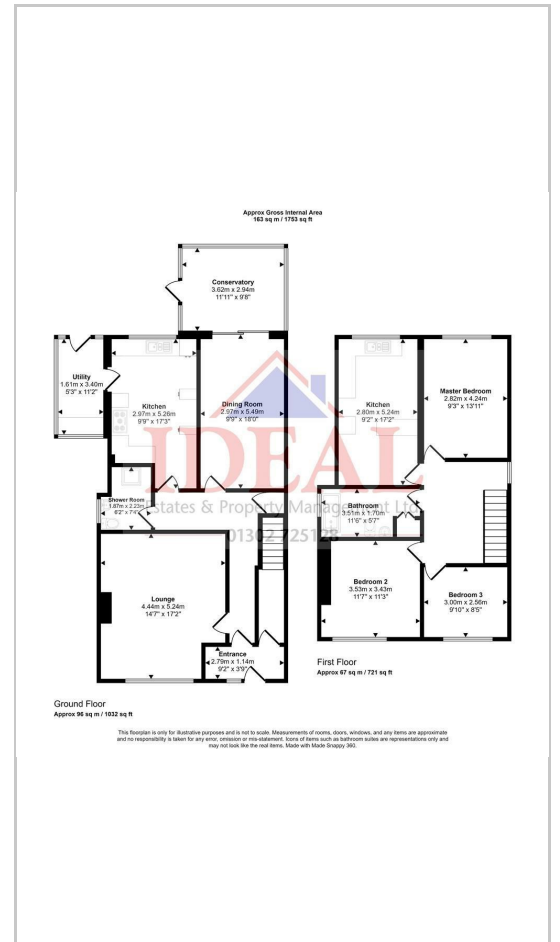 Approx Gross Internal Area
163 sq m / 1753 sq ft
Conservatory
3.62m x 2.94m
11'11" x 9'8"
Utility
1.61m x 3.40m
5'3" x 11'2"
Kitchen
2.97m x 5.26m
9'9" x 17'3"
Dining Room
2.97m x 5.49m
9'9" x 18'0"
Kitchen
2.80m x 5.24m
9'2" x 17'2"
Master Bedroom
2.82m x 4.24m
9'3" x 13'11"
IDEAL
Estates & Property Management Ltd
01302 725128
Shower Room
1.87m x 2.23m
6'2" x 7'4"
Bathroom
3.51m x 1.70m
11'6" x 5'7"
Lounge
4.44m x 5.24m
14'7" x 17'2"
Bedroom 2
3.53m x 3.43m
11'7" x 11'3"
Bedroom 3
3.00m x 2.56m
9'10" x 8'5"
Entrance
2.79m x 1.14m
9'2" x 3'9"
Ground Floor
Approx 96 sq m / 1032 sq ft
First Floor
Approx 67 sq m / 721 sq ft
This floorplan is only for illustrative purposes and is not to scale. Measurements of rooms, doors, windows, and any items are approximate
and no responsibility is taken for any error, omission or mis-statement. Icons of items such as bathroom suites are representations only and
may not look like the real items. Made with Made Snappy 360.